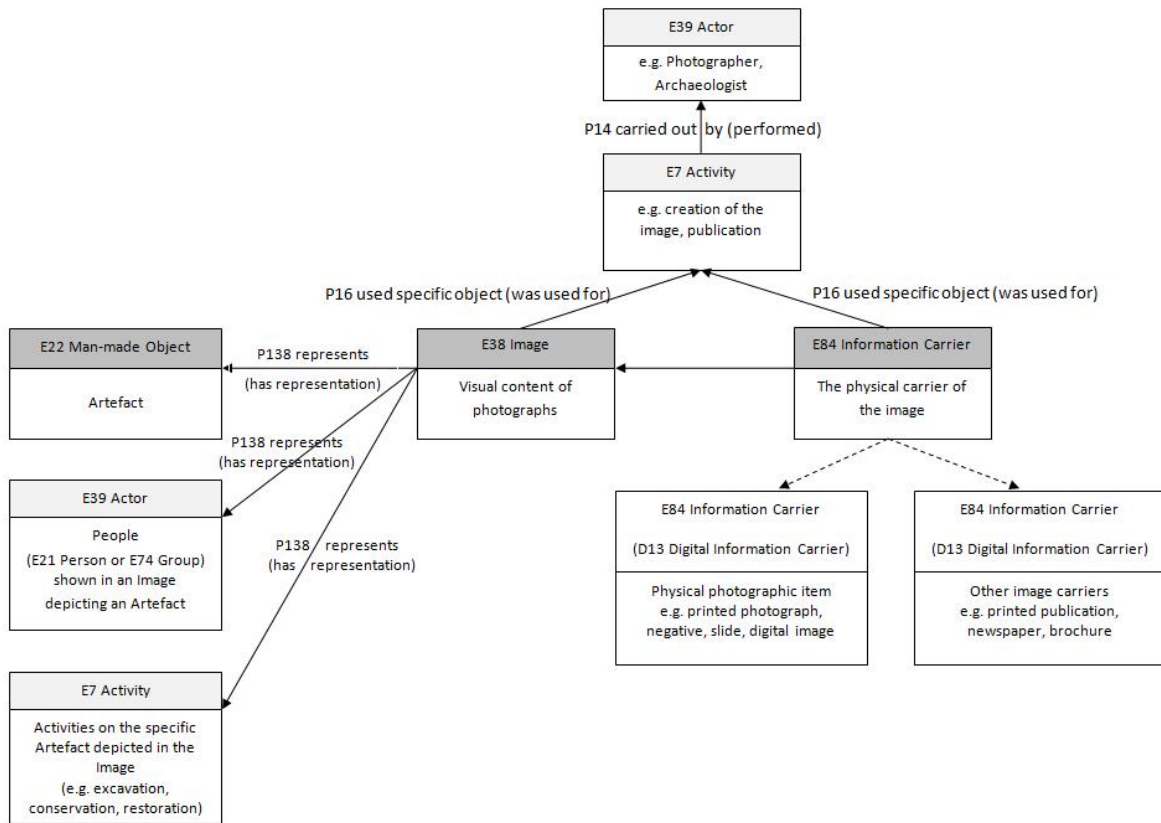 E39 Actor
e.g. Photographer,
Archaeologist
P14 carried out by (performed)
E7 Activity
e.g. creation of the
image, publication
P16 used specific object (was used for)
P16 used specific object (was used for)
E22 Man-made Object
Artefact
P138 represents
(has representation)
E38 Image
Visual content of
photographs
E84 Information Carrier
The physical carrier of
the image
P138 represents
(has representation)
E39 Actor
People
(E21 Person or E74 Group)
shown in an Image
depicting an Artefact
P138 represents
(has representation)
E84 Information Carrier
(D13 Digital Information Carrier)
Physical photographic item
e.g. printed photograph,
negative, slide, digital image
E84 Information Carrier
(D13 Digital Information Carrier)
Other image carriers
e.g. printed publication,
newspaper, brochure
E7 Activity
Activities on the specific
Artefact depicted in the
Image
(e.g. excavation,
conservation, restoration)